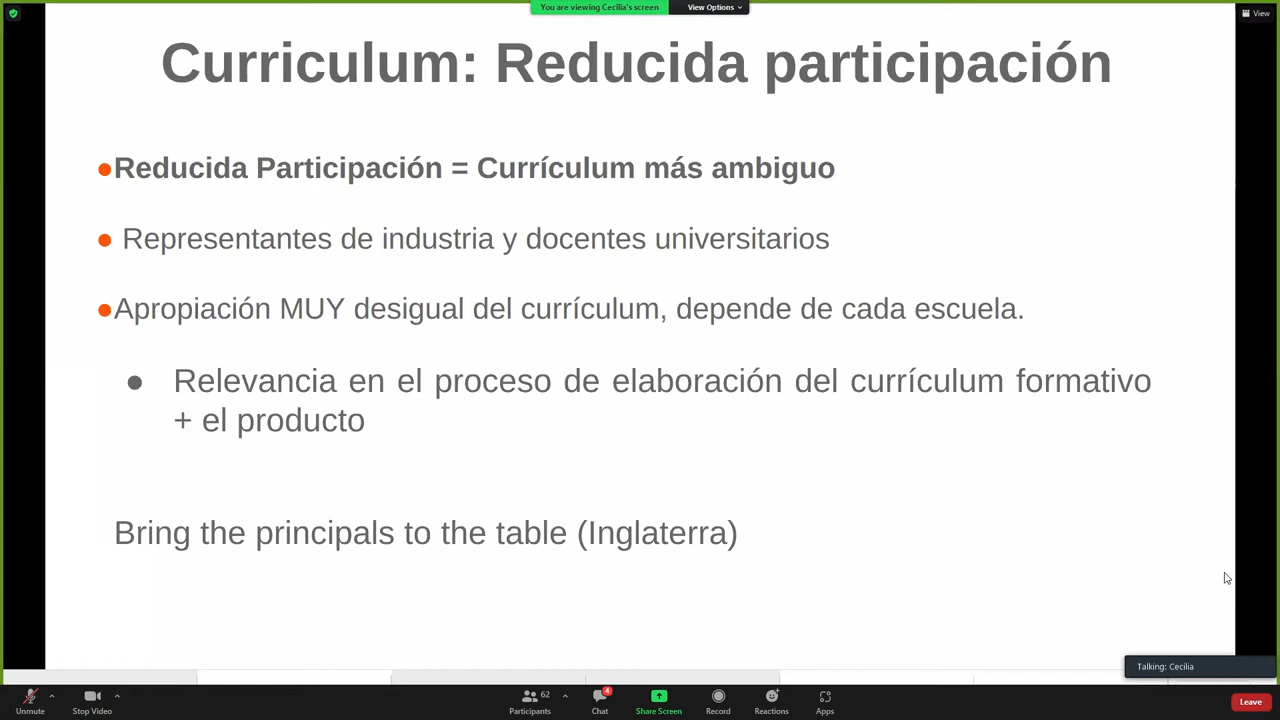 You are viewing Cecilia's screen
View Options
View
Curriculum: Reducida participación
●Reducida Participación = Currículum más ambiguo
● Representantes de industria y docentes universitarios
●Apropiación MUY desigual del currículum, depende de cada escuela.
● Relevancia en el proceso de elaboración del currículum formativo
+ el producto
Bring the principals to the table (Inglaterra)
Talking: Cecilia
62
4
Unmute
Stop Video
Participants
Chat
Share Screen
Record
Reactions
Apps
Leave